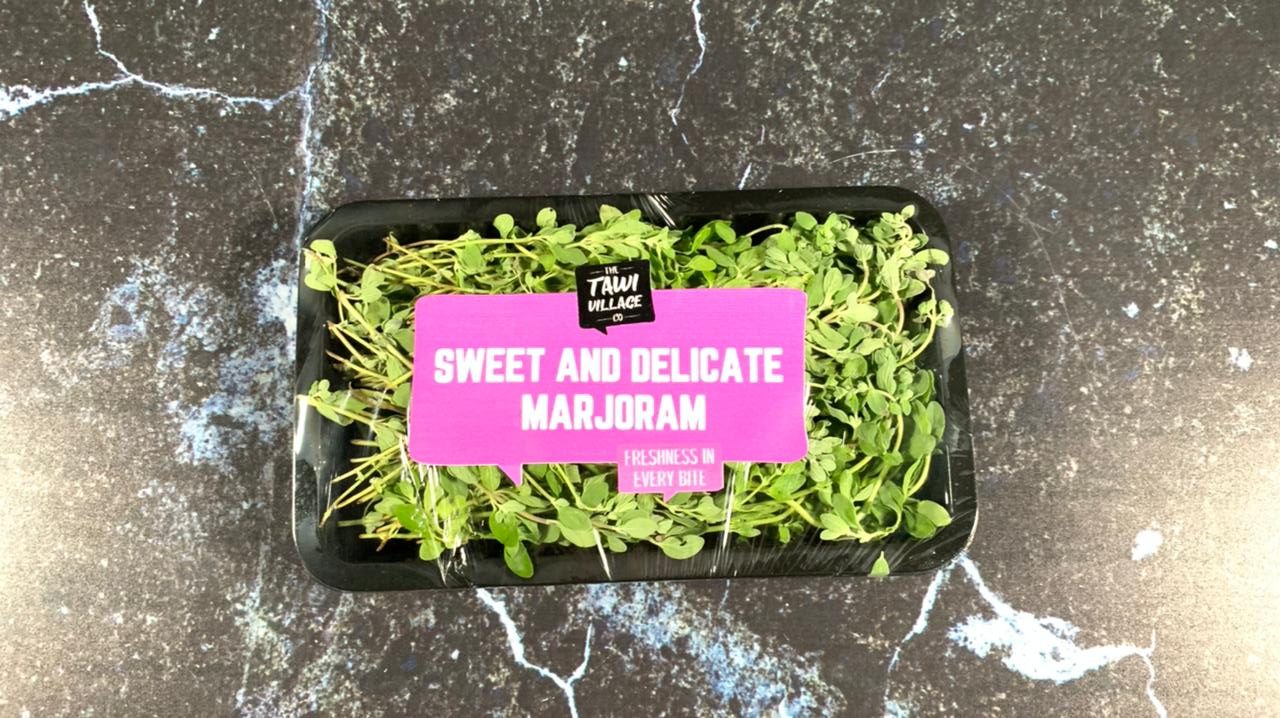 THE
TAWI
VILLAGE
CO
SWEET AND DELICATE
MARJORAM
FRESHNESS IN
EVERY BITE